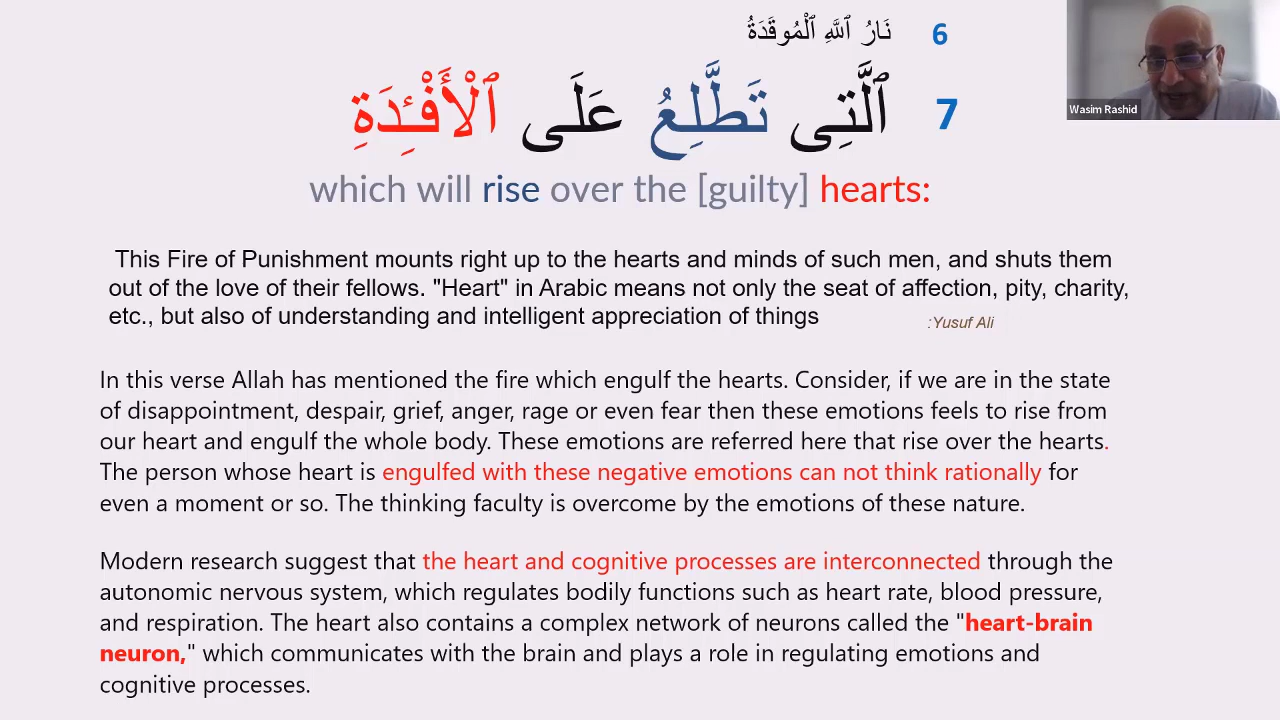 نَارُ ٱللَّهِ ٱلْمُوقَدَةُ 6
ٱلَّتِى تَطَّلِعُ عَلَى ٱلْأَفْـِٔدَةِ 7
Wasim Rashid
which will rise over the [guilty] hearts:
This Fire of Punishment mounts right up to the hearts and minds of such men, and shuts them
out of the love of their fellows. "Heart" in Arabic means not only the seat of affection, pity, charity,
etc., but also of understanding and intelligent appreciation of things :Yusuf Ali
In this verse Allah has mentioned the fire which engulf the hearts. Consider, if we are in the state
of disappointment, despair, grief, anger, rage or even fear then these emotions feels to rise from
our heart and engulf the whole body. These emotions are referred here that rise over the hearts.
The person whose heart is engulfed with these negative emotions can not think rationally for
even a moment or so. The thinking faculty is overcome by the emotions of these nature.
Modern research suggest that the heart and cognitive processes are interconnected through the
autonomic nervous system, which regulates bodily functions such as heart rate, blood pressure,
and respiration. The heart also contains a complex network of neurons called the "heart-brain
neuron," which communicates with the brain and plays a role in regulating emotions and
cognitive processes.